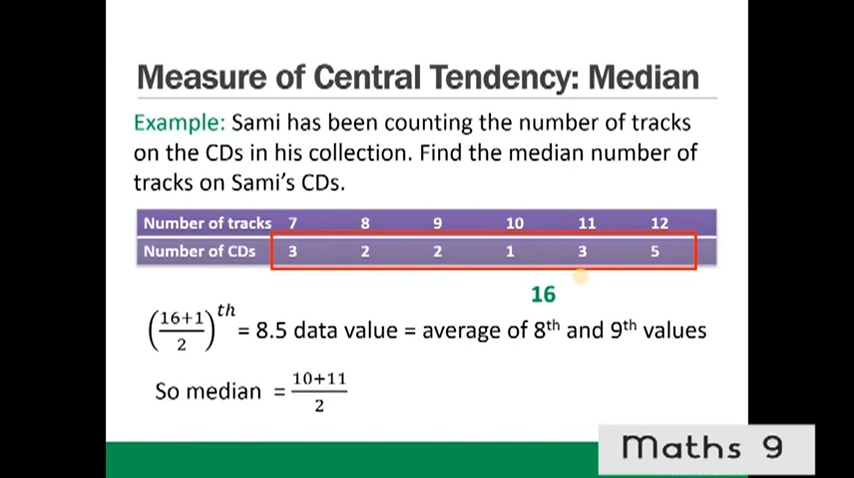 Measure of Central Tendency: Median
Example: Sami has been counting the number of tracks
on the CDs in his collection. Find the median number of
tracks on Sami's CDs.
Number of tracks 7 8 9 10 11 12
Number of CDs 3 2 2 1 3 5
16
(16+1/2)^th = 8.5 data value = average of 8th and 9th values
So median = 10+11/2
Maths 9